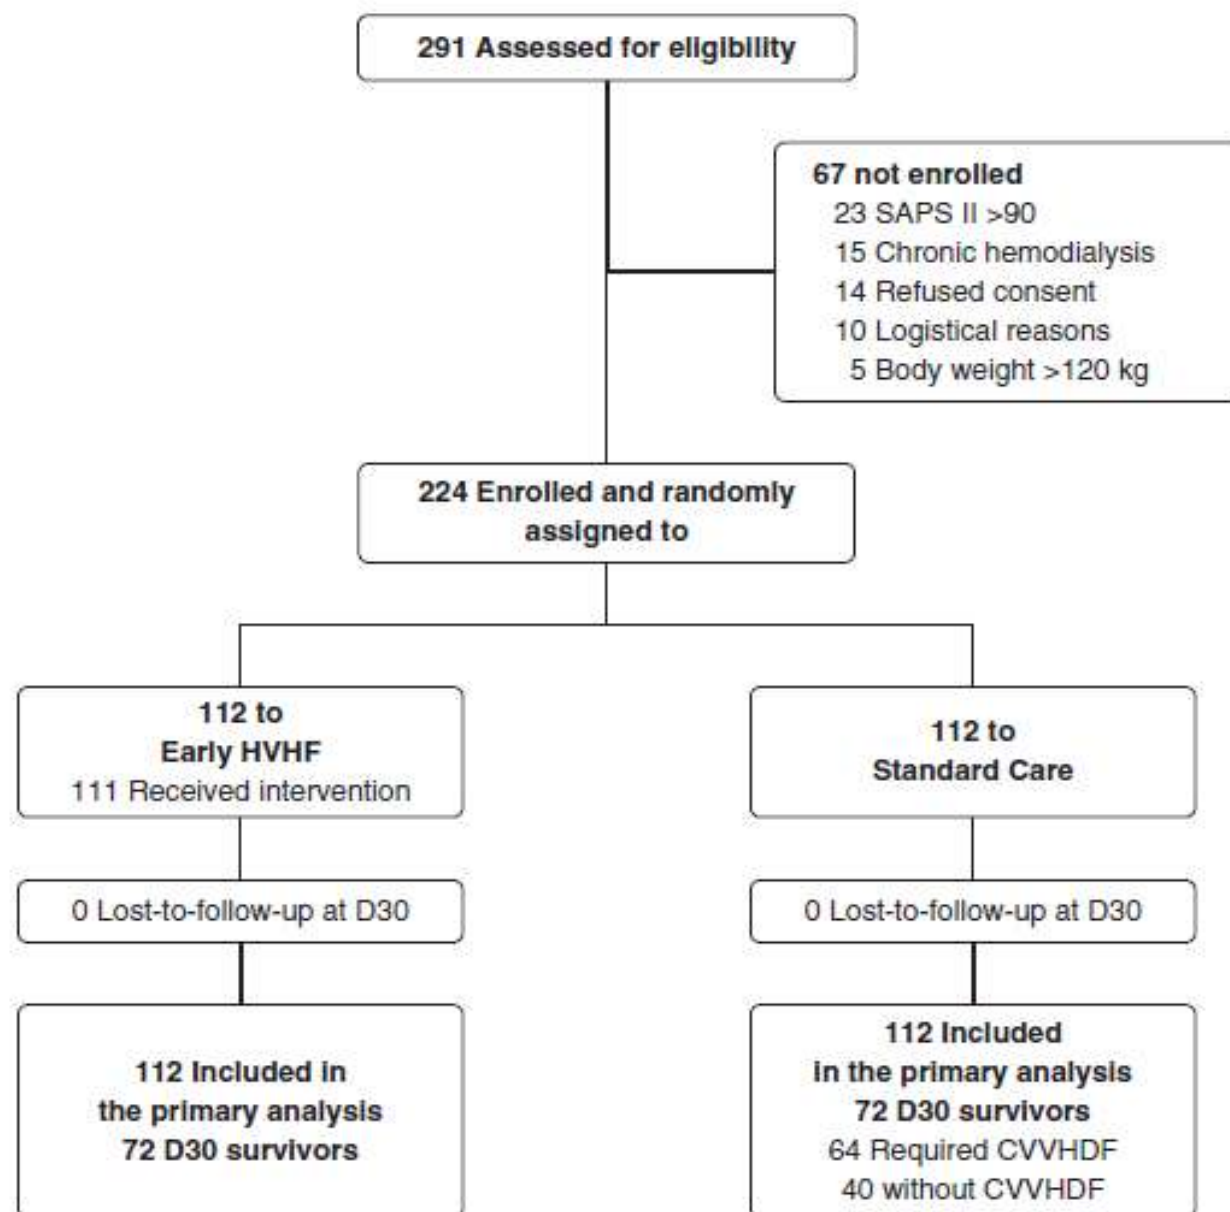 291 Assessed for eligibility
67 not enrolled
23 SAPS II >90
15 Chronic hemodialysis
14 Refused consent
10 Logistical reasons
5 Body weight >120 kg
224 Enrolled and randomly
assigned to
112 to
Early HVHF
111 Received intervention
112 to
Standard Care
0 Lost-to-follow-up at D30
0 Lost-to-follow-up at D30
112 Included in
the primary analysis
72 D30 survivors
112 Included
in the primary analysis
72 D30 survivors
64 Required CVVHDF
40 without CVVHDF